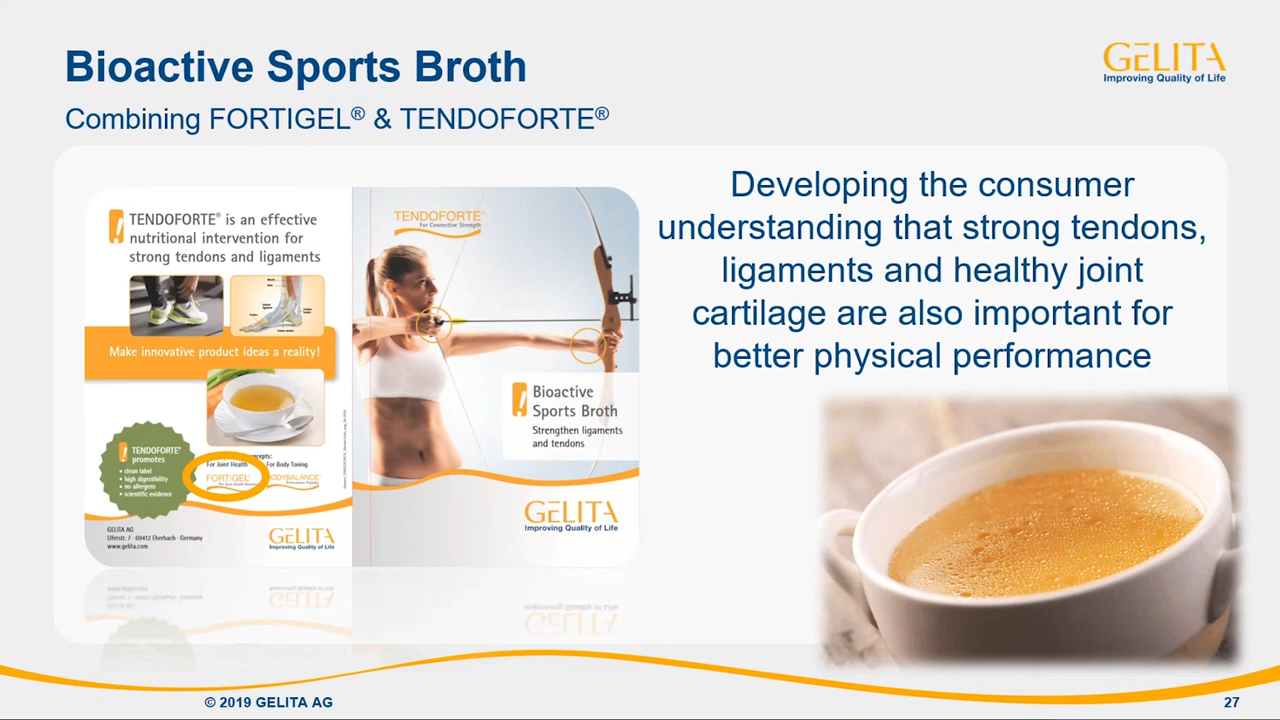 Bioactive Sports Broth
Combining FORTIGEL® & TENDOFORTE®
GELITA
Improving Quality of Life
TENDOFORTE® is an effective
nutritional intervention for
strong tendons and ligaments
Make innovative product ideas a reality!
TENDOFORTE®
promotes
• clean label
• high digestibility
• no allergens
• scientific evidence
For Joint Health
For Body Toning
FORTIGEL®
BODYBALANCE
GELITA AG
Uferstr. 7 · 69412 Eberbach · Germany
www.gelita.com
GELITA
Improving Quality of Life
TENDOFORTE®
For Connective Strength
Bioactive
Sports Broth
Strengthen ligaments
and tendons
GELITA
Improving Quality of Life
Developing the consumer
understanding that strong tendons,
ligaments and healthy joint
cartilage are also important for
better physical performance
© 2019 GELITA AG
27